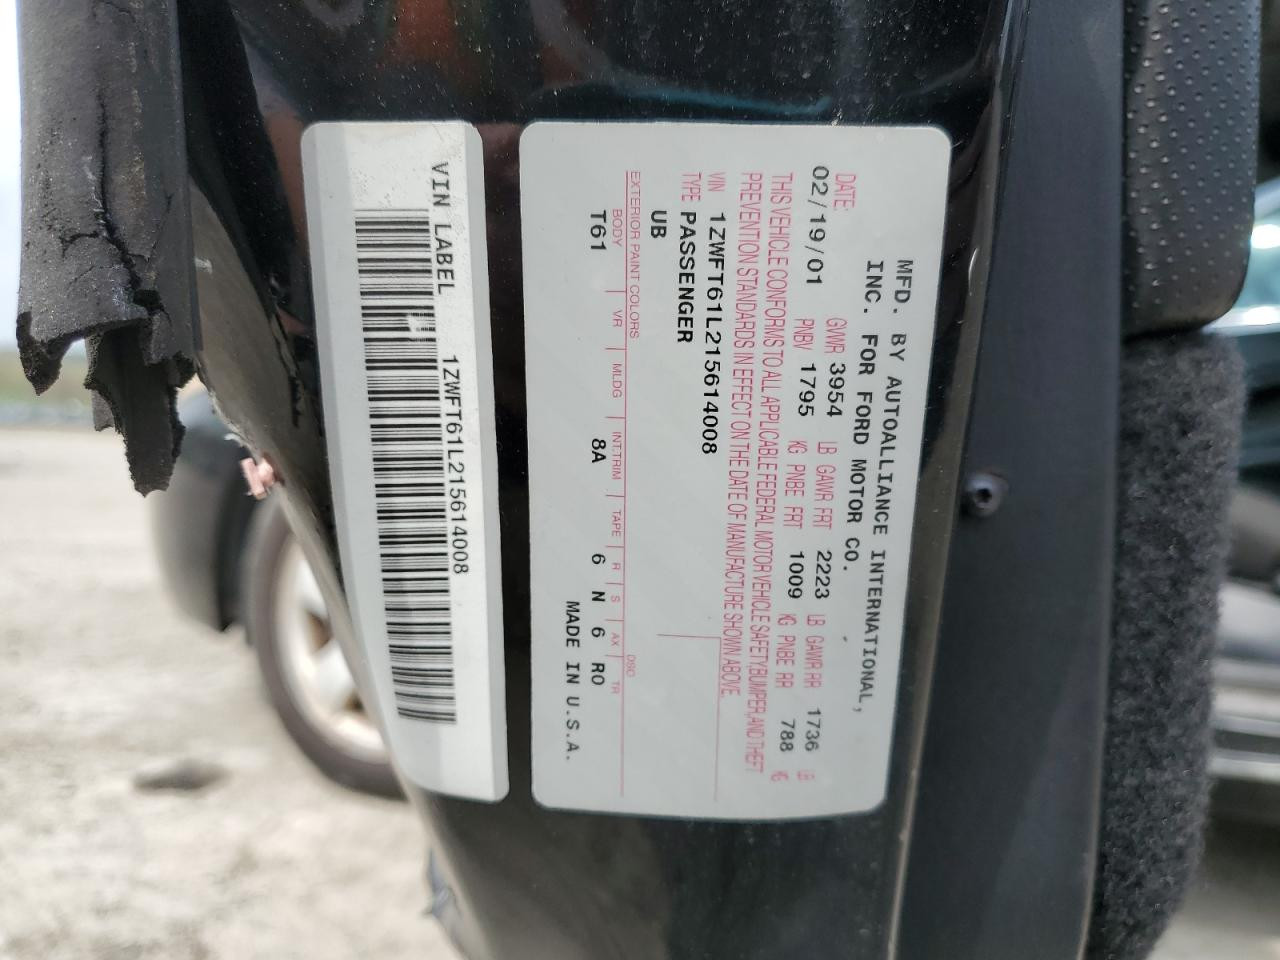 MFD. BY AUTOALLIANCE INTERNATIONAL,
INC. FOR FORD MOTOR CO.
DATE: GVWR 3954 LB GAWR FRT 2223 LB GAWR RR 1736 LB
02/19/01 PNBV 1795 KG PNBE FRT 1009 KG PNBE RR 788 KG
THIS VEHICLE CONFORMS TO ALL APPLICABLE FEDERAL MOTOR VEHICLE SAFETY, BUMPER, AND THEFT
PREVENTION STANDARDS IN EFFECT ON THE DATE OF MANUFACTURE SHOWN ABOVE.
VIN 1ZWFT61L215614008
TYPE PASSENGER
UB
EXTERIOR PAINT COLORS DSO
BODY VR MLDG INT.TRIM TAPE R S AX TR
T61 8A 6 N 6 RO
MADE IN U.S.A.
VIN LABEL 1ZWFT61L215614008